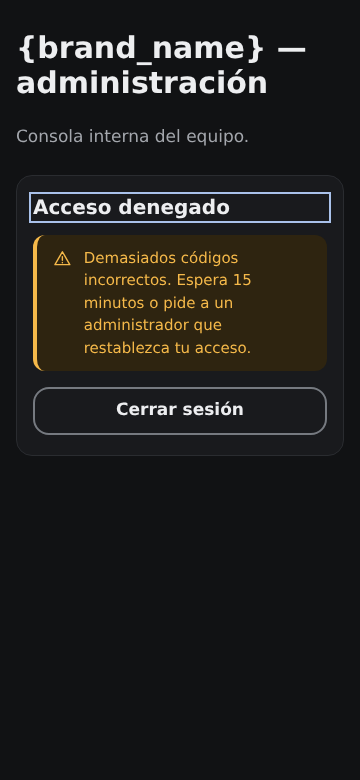 {brand_name} —
administración
Consola interna del equipo.
Acceso denegado
Demasiados códigos
incorrectos. Espera 15
minutos o pide a un
administrador que
restablezca tu acceso.
Cerrar sesión